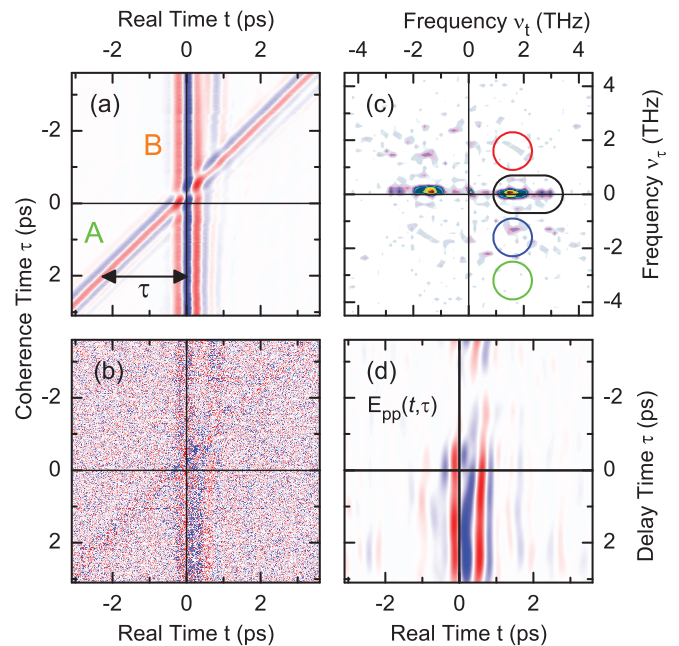 Real Time t (ps)
Frequency ν_t (THz)
-2 0 2
-4 -2 0 2 4
(a)
B
A
τ
(c)
-2
0
2
4
2
0
-2
-4
Coherence Time τ (ps)
Frequency ν_τ (THz)
(b)
(d)
E_pp(t,τ)
-2
0
2
-2
0
2
Delay Time τ (ps)
-2 0 2
-2 0 2
Real Time t (ps)
Real Time t (ps)